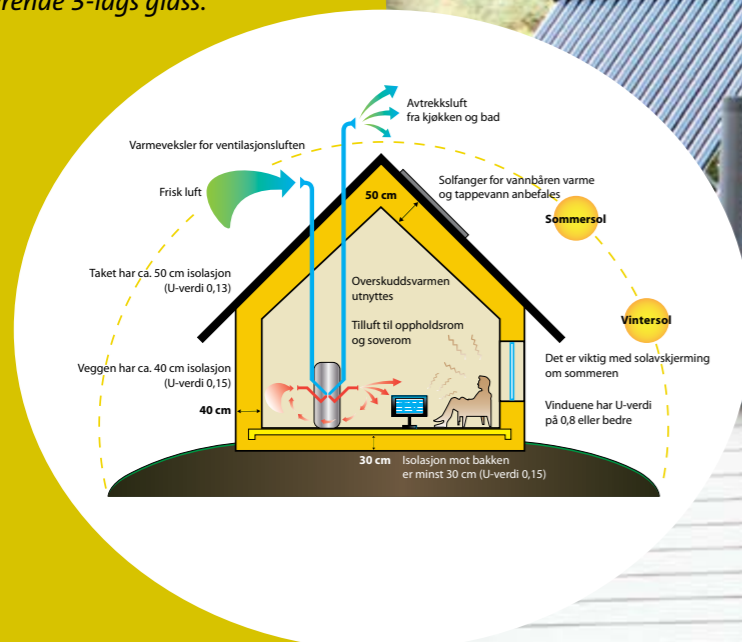 3-lags glass.
Avtrekksluft
fra kjøkken og bad
Varmeveksler for ventilasjonsluften
Frisk luft
50 cm
Solfanger for vannbåren varme
og tappevann anbefales
Sommersol
Taket har ca. 50 cm isolasjon
(U-verdi 0,13)
Overskuddsvarmen
utnyttes
Tilluft til oppholdsrom
og soverom
Vintersol
Det er viktig med solavskjerming
om sommeren
Veggen har ca. 40 cm isolasjon
(U-verdi 0,15)
Vinduene har U-verdi
på 0,8 eller bedre
40 cm
30 cm Isolasjon mot bakken
er minst 30 cm (U-verdi 0,15)